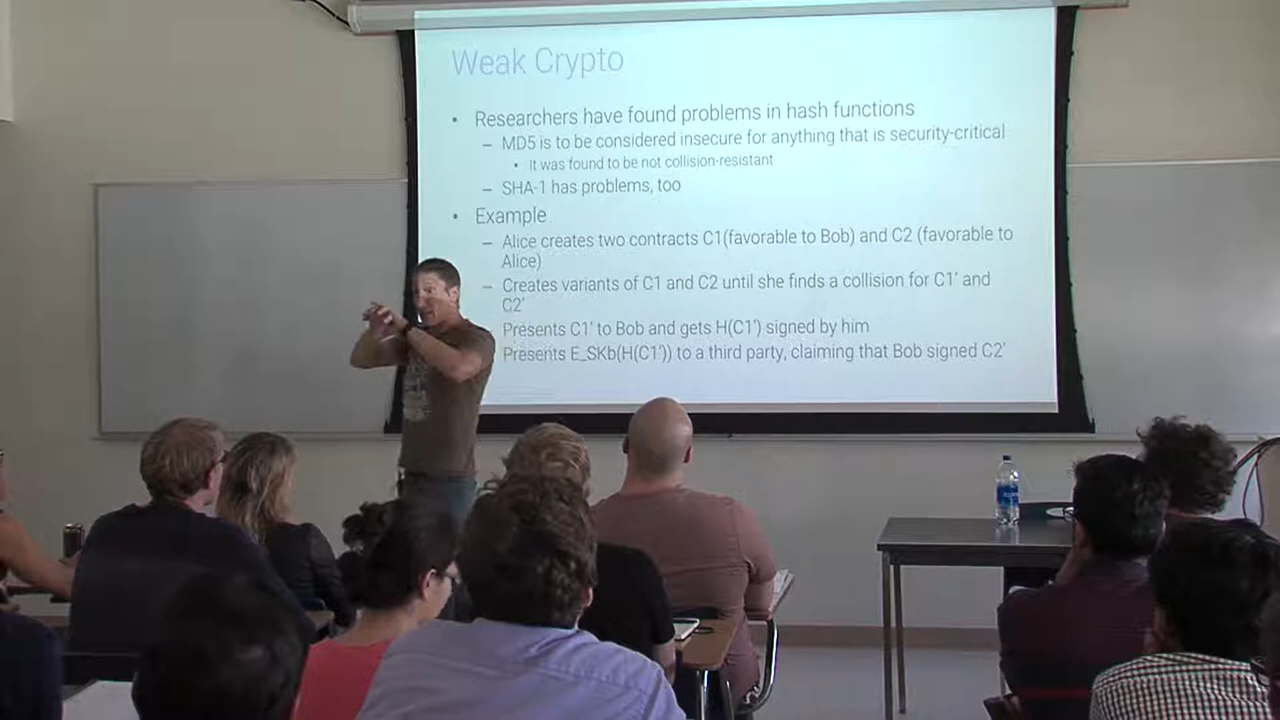 Weak Crypto
• Researchers have found problems in hash functions
– MD5 is to be considered insecure for anything that is security-critical
• It was found to be not collision-resistant
– SHA-1 has problems, too
• Example
– Alice creates two contracts C1(favorable to Bob) and C2 (favorable to
Alice)
– Creates variants of C1 and C2 until she finds a collision for C1' and
C2'
Presents C1' to Bob and gets H(C1') signed by him
Presents E_SKb(H(C1')) to a third party, claiming that Bob signed C2'